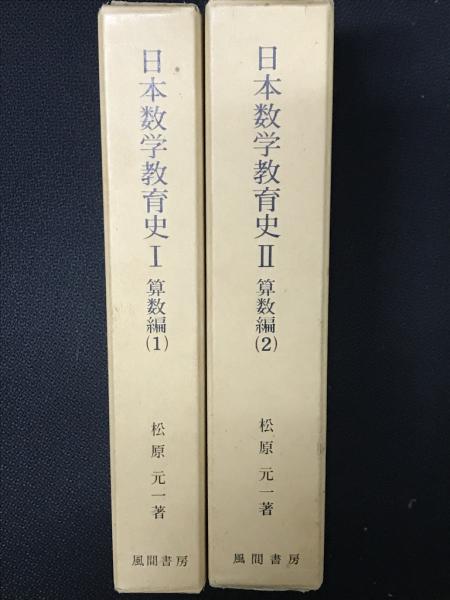 日本数学教育史Ⅰ 算数編(1)
松原元一著
風間書房
日本数学教育史Ⅱ 算数編(2)
松原元一著
風間書房